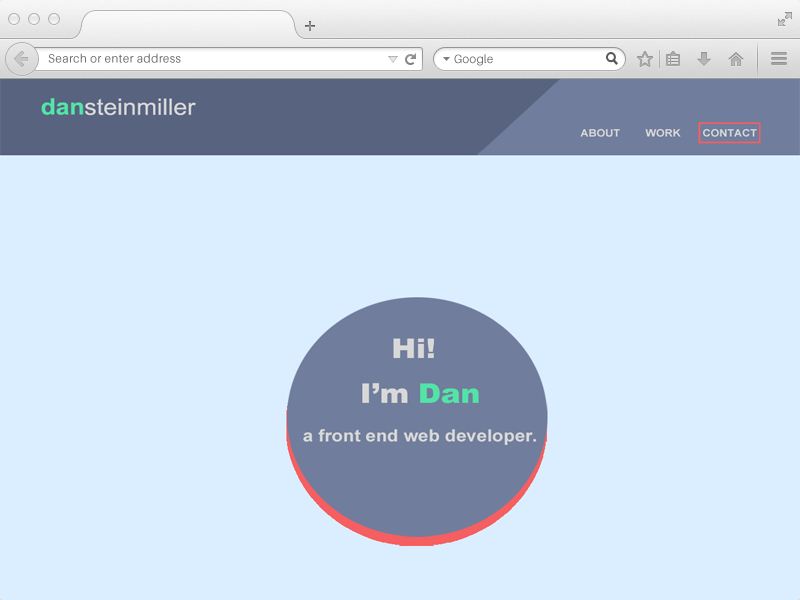 Search or enter address
Google
dansteinmiller
ABOUT WORK CONTACT
Hi!
I’m Dan
a front end web developer.